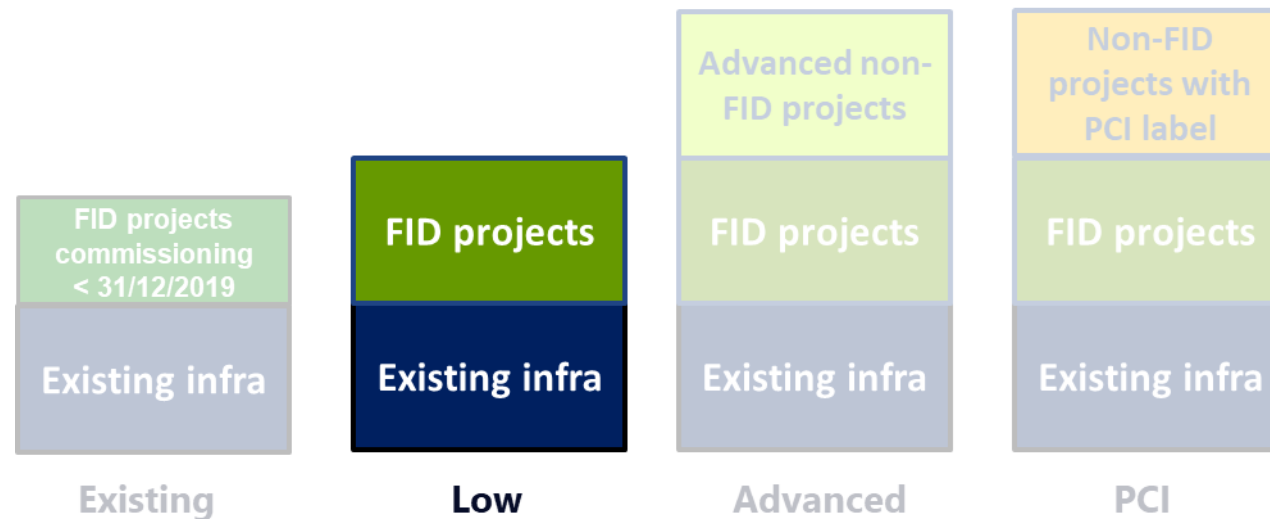 FID projects
commissioning
< 31/12/2019
Existing infra
Existing
FID projects
Existing infra
Low
Advanced non-
FID projects
FID projects
Existing infra
Advanced
Non-FID
projects with
PCI label
FID projects
Existing infra
PCI